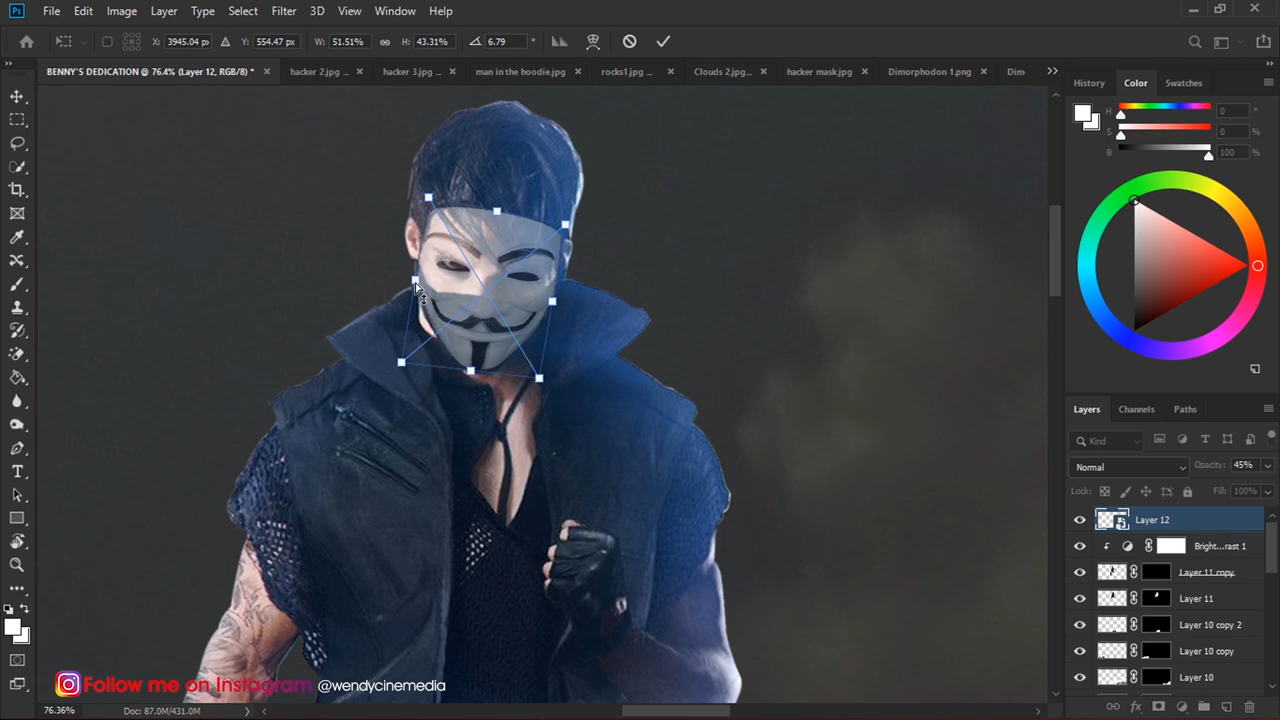 Ps File Edit Image Layer Type Select Filter 3D View Window Help
X: 3945.04 px Y: 554.47 px W: 51.51% H: 43.31% 6.79 °
BENNY'S DEDICATION @ 76.4% (Layer 12, RGB/8) * × hacker 2.jpg ... × hacker 3.jpg ... × man in the hoodie.jpg × rocks1.jpg ... × Clouds 2.jpg... × hacker mask.jpg × Dimorphodon 1.png × Dim
History Color Swatches
H 0 °
S 0 %
B 100 %
Layers Channels Paths
Kind
Normal Opacity: 45%
Lock: Fill: 100%
Layer 12
Bright...rast 1
Layer 11 copy
Layer 11
Layer 10 copy 2
Layer 10 copy
Layer 10
Follow me on Instagram @wendycinemedia
76.36% Doc: 87.0M/431.0M